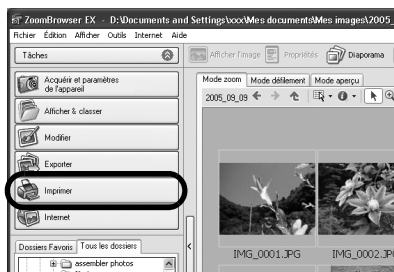 ZoomBrowser EX - D:\Documents and Settings\xxx\Mes documents\Mes images\2005_
Fichier Édition Afficher Outils Internet Aide
Tâches
Afficher l'image Propriétés Diaporama
Acquérir et paramètres
de l'appareil
Mode zoom Mode défilement Mode aperçu
2005_09_09
Afficher & classer
Modifier
Exporter
Imprimer
Internet
IMG_0001.JPG IMG_0002.JP
Dossiers Favoris Tous les dossiers
assembler photos